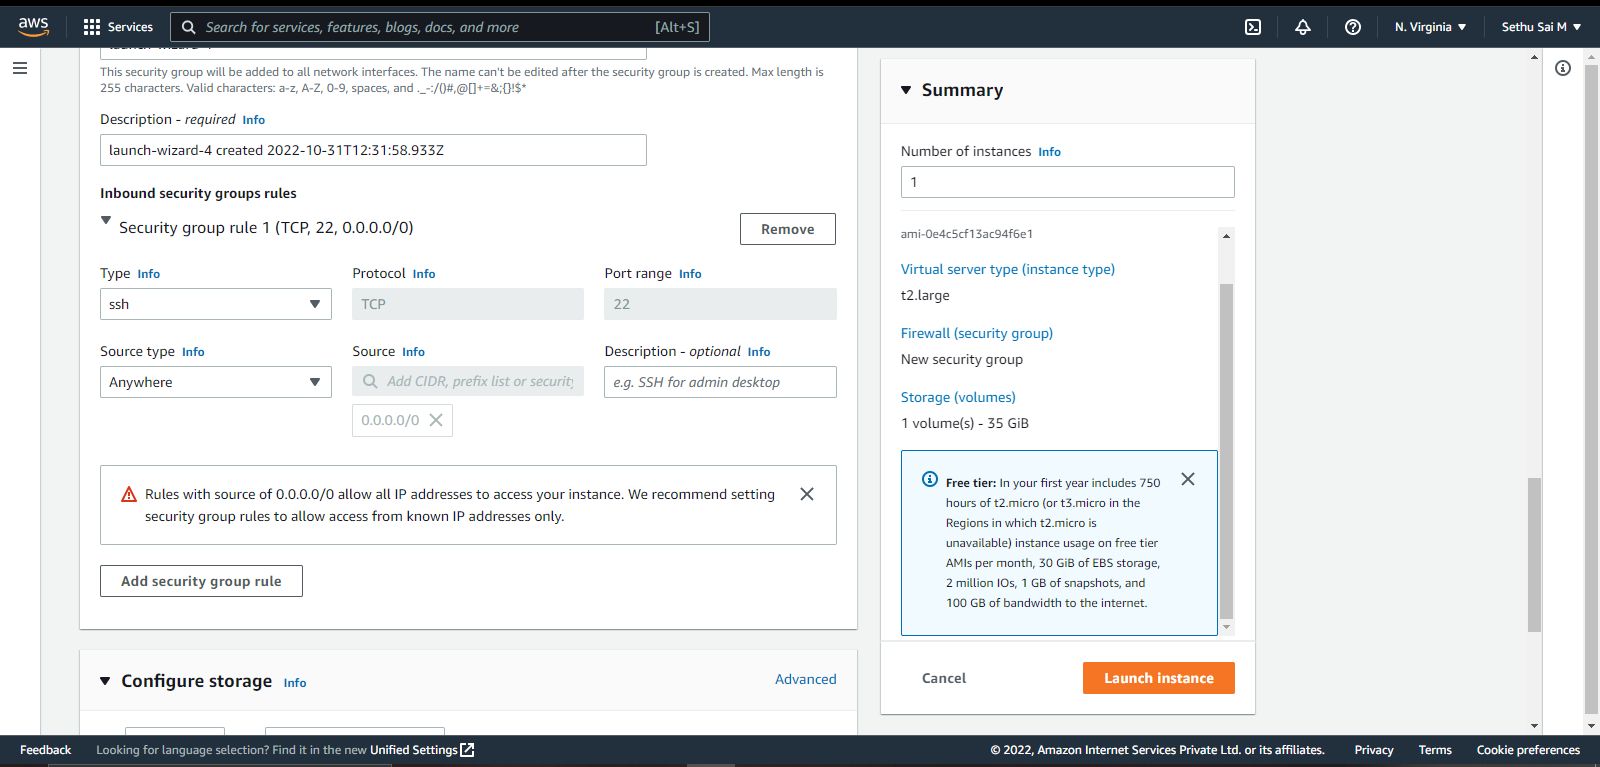 aws
Services
Search for services, features, blogs, docs, and more
[Alt+S]
N. Virginia
Sethu Sai M
This security group will be added to all network interfaces. The name can't be edited after the security group is created. Max length is
255 characters. Valid characters: a-z, A-Z, 0-9, spaces, and ._-:/()#,@[]+=&;{}!$*
Description - required Info
launch-wizard-4 created 2022-10-31T12:31:58.933Z
Inbound security groups rules
Security group rule 1 (TCP, 22, 0.0.0.0/0)
Remove
Type Info
Protocol Info
Port range Info
ssh
TCP
22
Source type Info
Source Info
Description - optional Info
Anywhere
Add CIDR, prefix list or security
e.g. SSH for admin desktop
0.0.0.0/0
Rules with source of 0.0.0.0/0 allow all IP addresses to access your instance. We recommend setting
security group rules to allow access from known IP addresses only.
Add security group rule
Configure storage Info
Advanced
Summary
Number of instances Info
1
ami-0e4c5cf13ac94f6e1
Virtual server type (instance type)
t2.large
Firewall (security group)
New security group
Storage (volumes)
1 volume(s) - 35 GiB
Free tier: In your first year includes 750
hours of t2.micro (or t3.micro in the
Regions in which t2.micro is
unavailable) instance usage on free tier
AMIs per month, 30 GiB of EBS storage,
2 million IOs, 1 GB of snapshots, and
100 GB of bandwidth to the internet.
Cancel
Launch instance
Feedback
Looking for language selection? Find it in the new Unified Settings
© 2022, Amazon Internet Services Private Ltd. or its affiliates.
Privacy
Terms
Cookie preferences